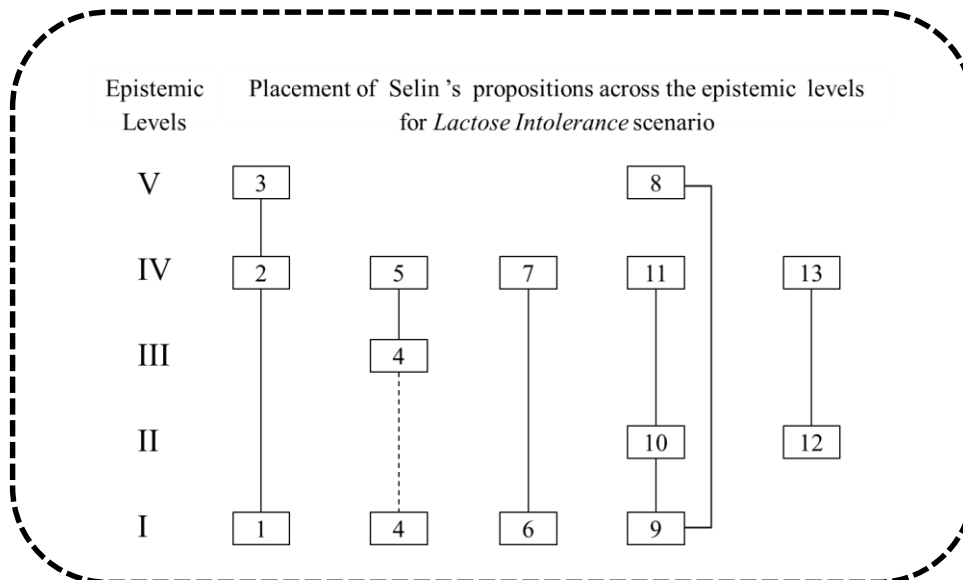 Epistemic Levels
Placement of Selin 's propositions across the epistemic levels
for Lactose Intolerance scenario
V 3 8
IV 2 5 7 11 13
III 4
II 10 12
I 1 4 6 9